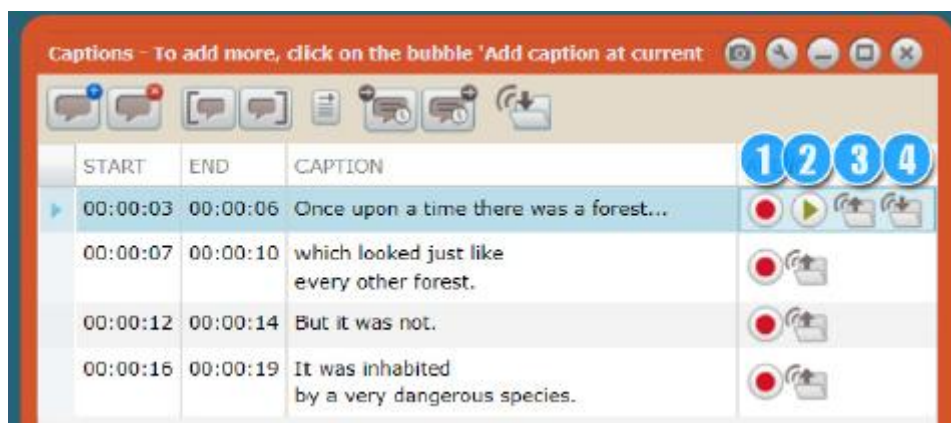 Captions - To add more, click on the bubble 'Add caption at current
1 2 3 4
START END CAPTION
00:00:03 00:00:06 Once upon a time there was a forest...
00:00:07 00:00:10 which looked just like
every other forest.
00:00:12 00:00:14 But it was not.
00:00:16 00:00:19 It was inhabited
by a very dangerous species.